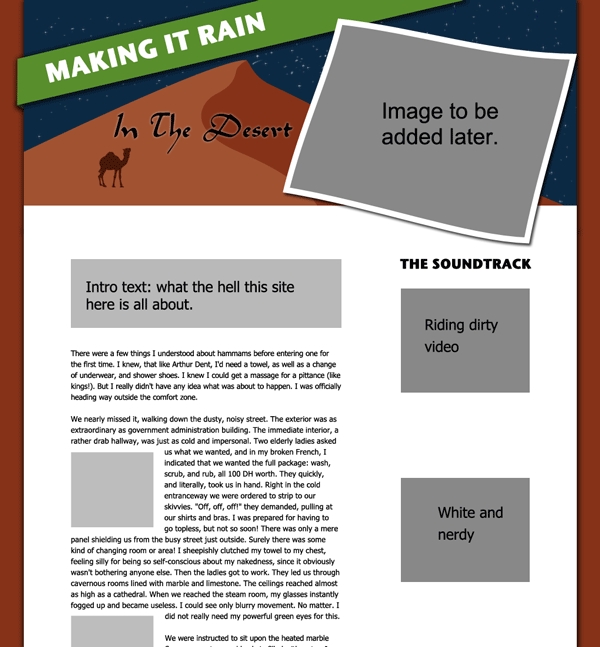 MAKING IT RAIN
In The Desert
Image to be
added later.
Intro text: what the hell this site
here is all about.
There were a few things I understood about hammams before entering one for
the first time. I knew, that like Arthur Dent, I'd need a towel, as well as a change
of underwear, and shower shoes. I knew I could get a massage for a pittance (like
kings!). But I really didn't have any idea what was about to happen. I was officially
heading way outside the comfort zone.
We nearly missed it, walking down the dusty, noisy street. The exterior was as
extraordinary as government administration building. The immediate interior, a
rather drab hallway, was just as cold and impersonal. Two elderly ladies asked
us what we wanted, and in my broken French, I
indicated that we wanted the full package: wash,
scrub, and rub, all 100 DH worth. They quickly,
and literally, took us in hand. Right in the cold
entranceway we were ordered to strip to our
skivvies. "Off, off, off!" they demanded, pulling at
our shirts and bras. I was prepared for having to
go topless, but not so soon! There was only a mere
panel shielding us from the busy street just outside. Surely there was some
kind of changing room or area! I sheepishly clutched my towel to my chest,
feeling silly for being so self-conscious about my nakedness, since it obviously
wasn't bothering anyone else. Then the ladies got to work. They led us through
cavernous rooms lined with marble and limestone. The ceilings reached almost
as high as a cathedral. When we reached the steam room, my glasses instantly
fogged up and became useless. I could see only blurry movement. No matter. I
did not really need my powerful green eyes for this.
We were instructed to sit upon the heated marble
THE SOUNDTRACK
Riding dirty
video
White and
nerdy